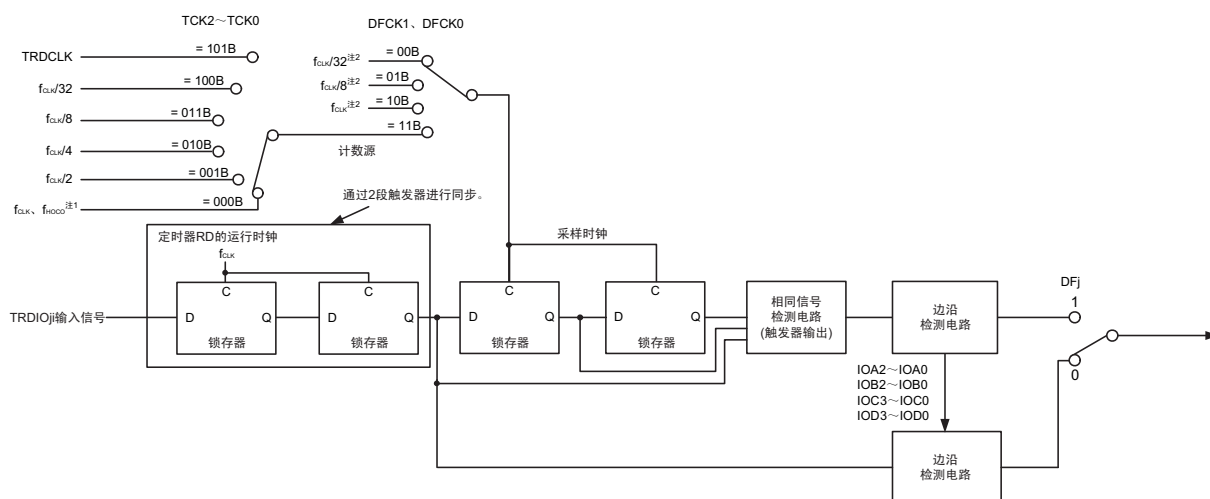 TCK2～TCK0
DFCK1、DFCK0
TRDCLK
= 101B
fCLK/32
= 100B
fCLK/8
= 011B
fCLK/4
= 010B
fCLK/2
= 001B
fCLK、fHOCO注1
= 000B
fCLK/32注2
= 00B
fCLK/8注2
= 01B
fCLK注2
= 10B
= 11B
计数源
通过2段触发器进行同步。
定时器RD的运行时钟
fCLK
采样时钟
TRDIOji输入信号
C
D
Q
锁存器
C
D
Q
锁存器
C
D
Q
锁存器
C
D
Q
锁存器
相同信号
检测电路
(触发器输出)
边沿
检测电路
DFj
1
0
IOA2～IOA0
IOB2～IOB0
IOC3～IOC0
IOD3～IOD0
边沿
检测电路